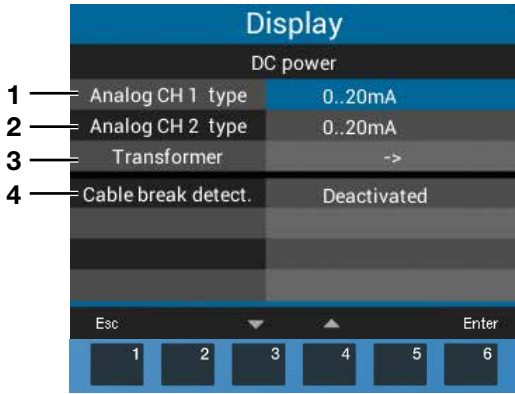 Display
DC power
1 Analog CH 1 type 0..20mA
2 Analog CH 2 type 0..20mA
3 Transformer ->
4 Cable break detect. Deactivated
Esc Enter
1 2 3 4 5 6